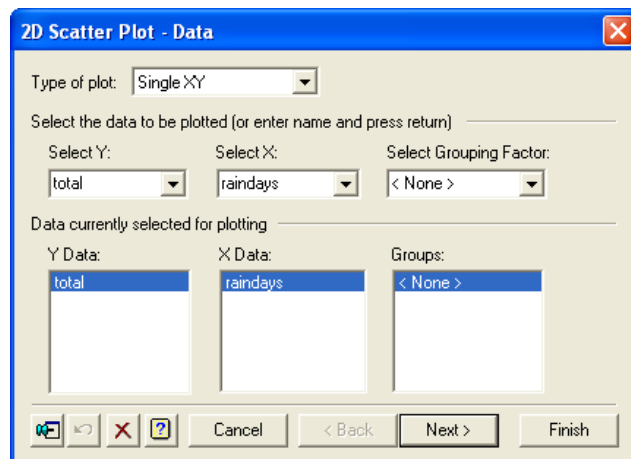 2D Scatter Plot - Data
Type of plot: Single XY
Select the data to be plotted (or enter name and press return)
Select Y: Select X: Select Grouping Factor:
total raindays < None >
Data currently selected for plotting
Y Data: X Data: Groups:
total raindays < None >
? Cancel < Back Next > Finish